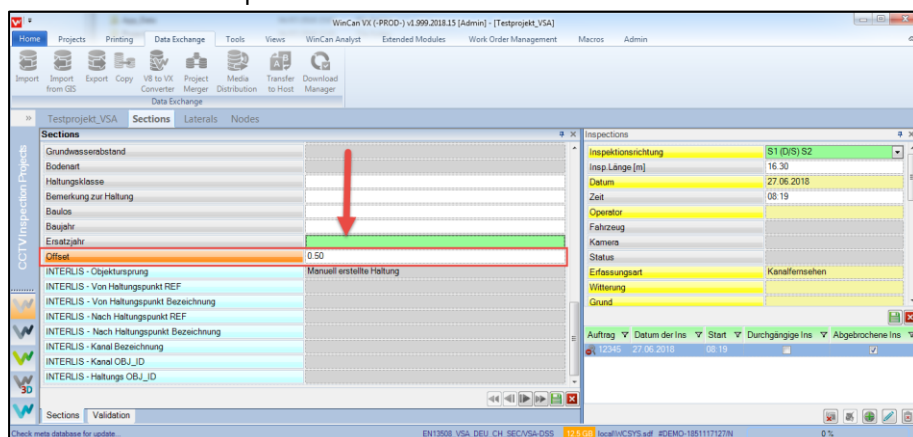 WinCan VX (-PROD-) v1.999.2018.15 [Admin] - [Testprojekt_VSA]
Home Projects Printing Data Exchange Tools Views WinCan Analyst Extended Modules Work Order Management Macros Admin
Import Import from GIS Export Copy V8 to VX Converter Project Merger Media Distribution Transfer to Host Download Manager
Data Exchange
» Testprojekt_VSA Sections Laterals Nodes
CCTV Inspection Projects
Sections
Grundwasserabstand
Bodenart
Haltungsklasse
Bemerkung zur Haltung
Baulos
Baujahr
Ersatzjahr
Offset 0.50
INTERLIS - Objektursprung Manuell erstellte Haltung
INTERLIS - Von Haltungspunkt REF
INTERLIS - Von Haltungspunkt Bezeichnung
INTERLIS - Nach Haltungspunkt REF
INTERLIS - Nach Haltungspunkt Bezeichnung
INTERLIS - Kanal Bezeichnung
INTERLIS - Kanal OBJ_ID
INTERLIS - Haltungs OBJ_ID
Sections Validation
Inspections
Inspektionsrichtung S1 (D/S) S2
Insp.Länge [m] 16.30
Datum 27.06.2018
Zeit 08:19
Operator
Fahrzeug
Kamera
Status
Erfassungsart Kanalfernsehen
Witterung
Grund
Auftrag Datum der Ins Start Durchgängige Ins Abgebrochene Ins
12345 27.06.2018 08:19
3D
Check meta database for update... EN13508_VSA_DEU_CH_SEC/VSA-DSS 12.5 GB local\WCSYS.sdf #DEMO-1851117127/N 0 %